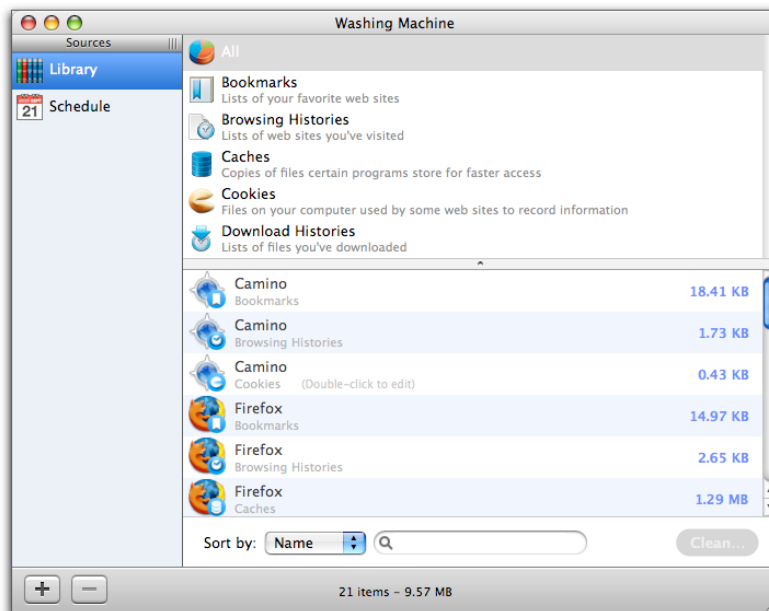 Washing Machine
Sources
Library
Schedule
21
All
Bookmarks
Lists of your favorite web sites
Browsing Histories
Lists of web sites you've visited
Caches
Copies of files certain programs store for faster access
Cookies
Files on your computer used by some web sites to record information
Download Histories
Lists of files you've downloaded
Camino
Bookmarks
18.41 KB
Camino
Browsing Histories
1.73 KB
Camino
Cookies (Double-click to edit)
0.43 KB
Firefox
Bookmarks
14.97 KB
Firefox
Browsing Histories
2.65 KB
Firefox
Caches
1.29 MB
Sort by: Name
Clean...
21 items - 9.57 MB